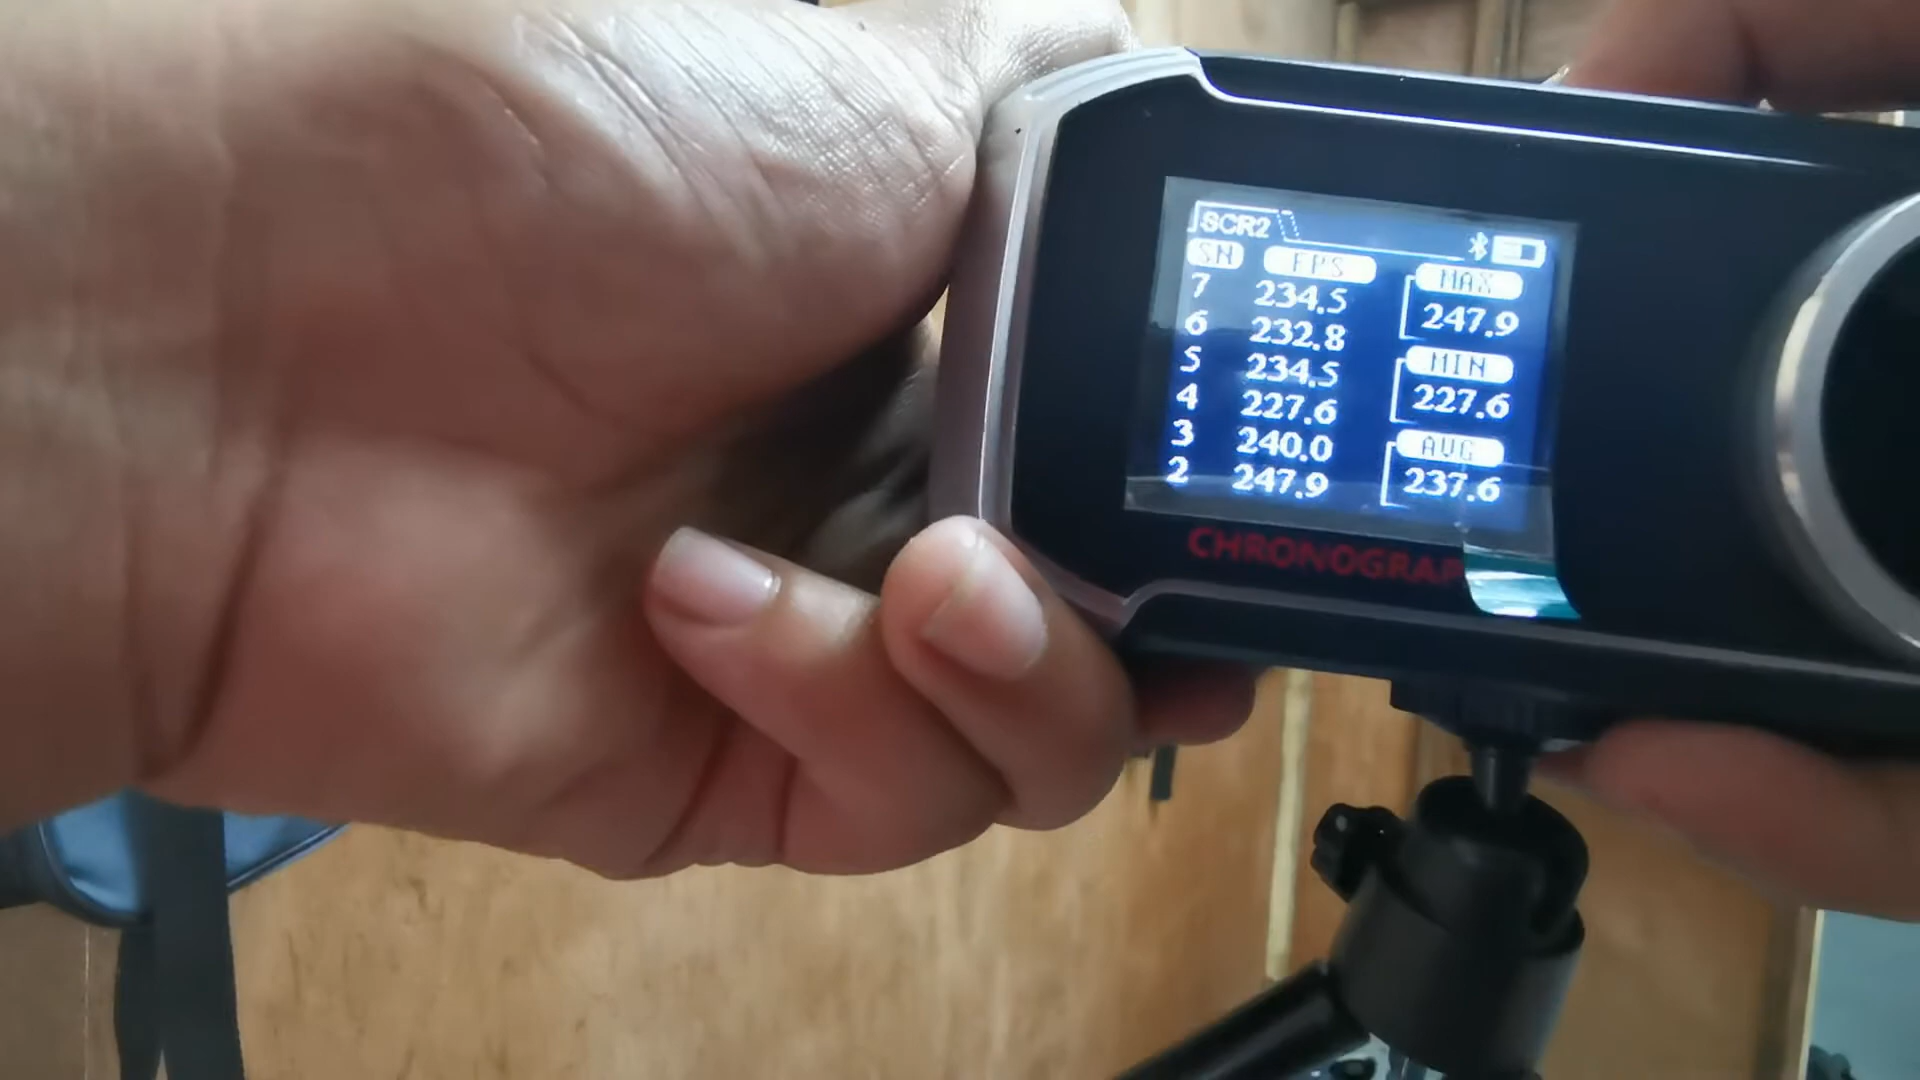 SCR2
SN FPS MAX
7 234.5 247.9
6 232.8
5 234.5 MIN
4 227.6 227.6
3 240.0 AVG
2 247.9 237.6
CHRONOGRAP